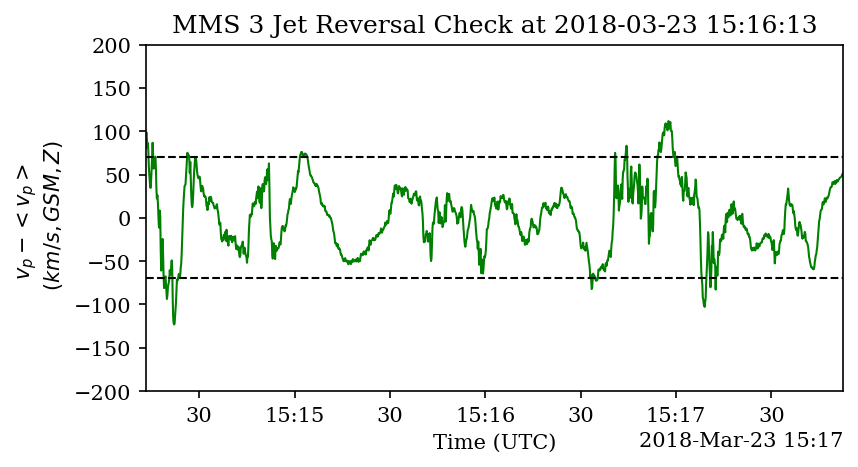 MMS 3 Jet Reversal Check at 2018-03-23 15:16:13
200
150
100
50
0
−50
−100
−150
−200
v_p − < v_p >
(km/s, GSM, Z)
30 15:15 30 15:16 30 15:17 30
Time (UTC)
2018-Mar-23 15:17